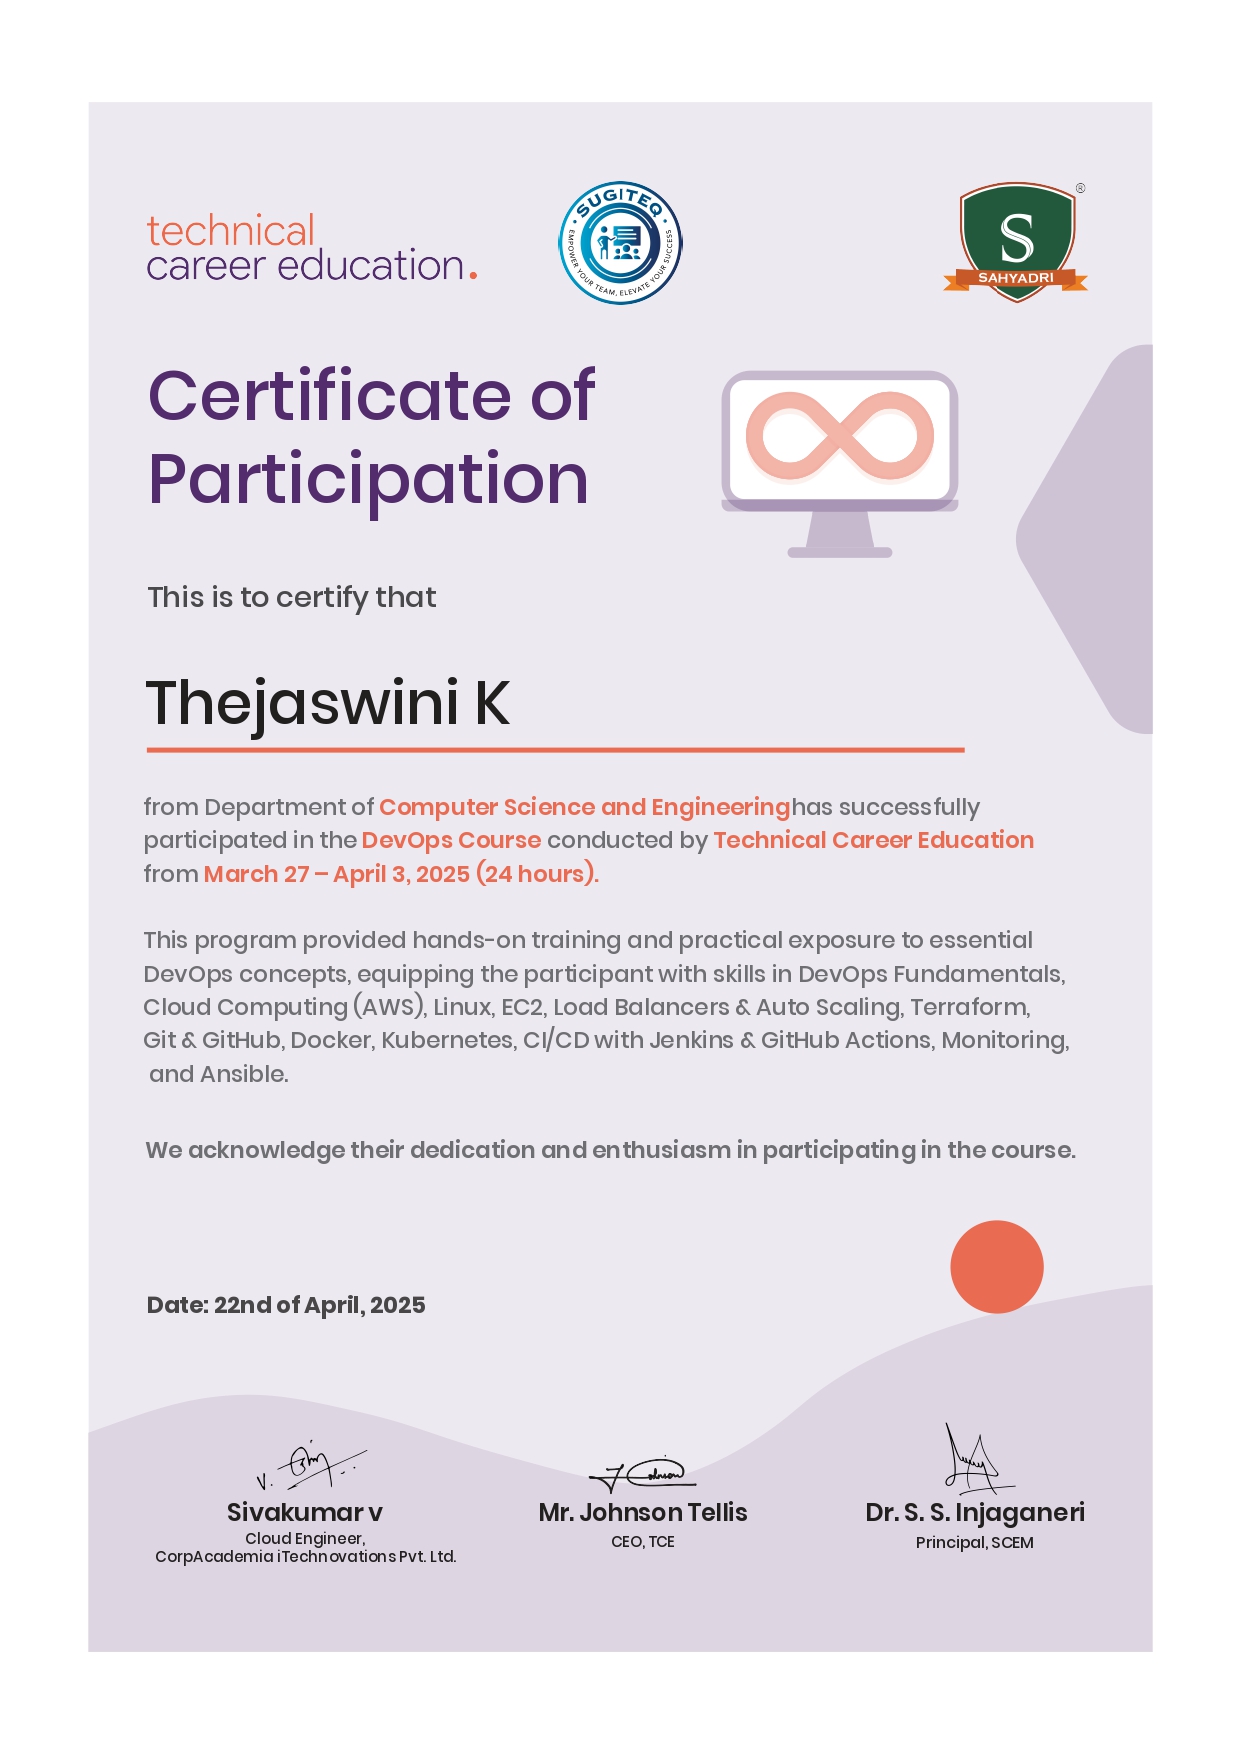 technical
career education.
SUGITEQ
EMPOWER YOUR TEAM, ELEVATE YOUR SUCCESS
®
S
SAHYADRI
Certificate of
Participation
This is to certify that
Thejaswini K
from Department of Computer Science and Engineeringhas successfully
participated in the DevOps Course conducted by Technical Career Education
from March 27 – April 3, 2025 (24 hours).
This program provided hands-on training and practical exposure to essential
DevOps concepts, equipping the participant with skills in DevOps Fundamentals,
Cloud Computing (AWS), Linux, EC2, Load Balancers & Auto Scaling, Terraform,
Git & GitHub, Docker, Kubernetes, CI/CD with Jenkins & GitHub Actions, Monitoring,
and Ansible.
We acknowledge their dedication and enthusiasm in participating in the course.
Date: 22nd of April, 2025
Sivakumar v
Cloud Engineer,
CorpAcademia iTechnovations Pvt. Ltd.
Mr. Johnson Tellis
CEO, TCE
Dr. S. S. Injaganeri
Principal, SCEM